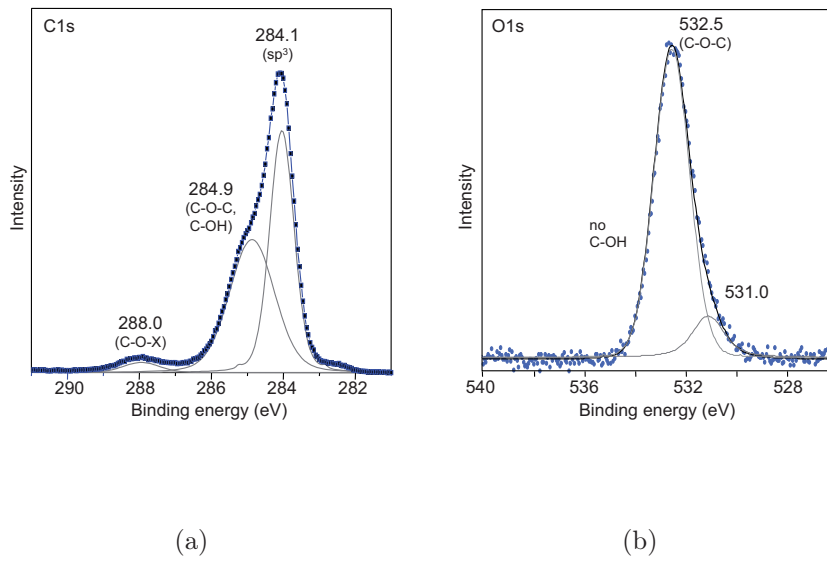 C1s
284.1
(sp³)
284.9
(C-O-C,
C-OH)
288.0
(C-O-X)
Intensity
290 288 286 284 282
Binding energy (eV)
(a)
O1s
532.5
(C-O-C)
no
C-OH
531.0
Intensity
540 536 532 528
Binding energy (eV)
(b)